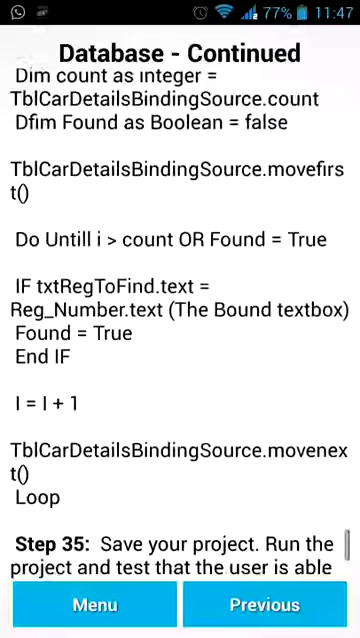 77% 11:47
Database - Continued
Dim count as integer =
TblCarDetailsBindingSource.count
Dfim Found as Boolean = false
TblCarDetailsBindingSource.movefirs
t()
Do Untill i > count OR Found = True
IF txtRegToFind.text =
Reg_Number.text (The Bound textbox)
Found = True
End IF
I = I + 1
TblCarDetailsBindingSource.movenex
t()
Loop
Step 35: Save your project. Run the
project and test that the user is able
Menu Previous